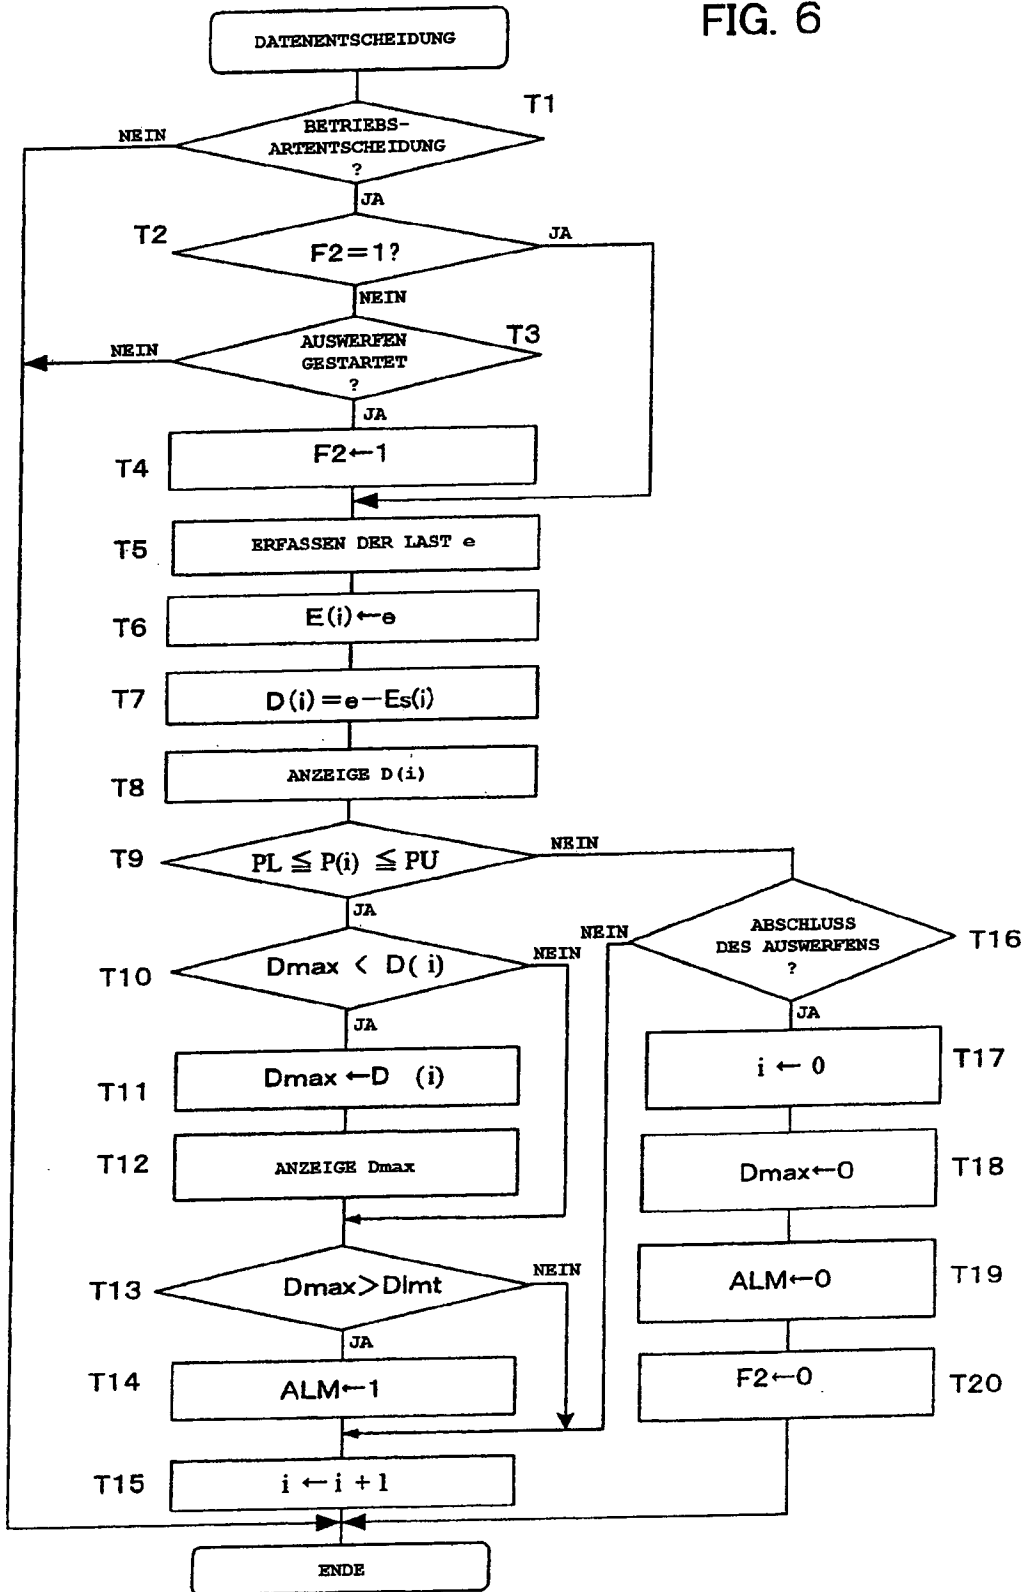 FIG. 6
DATENENTSCHEIDUNG
T1
BETRIEBS-
ARTENTSCHEIDUNG
?
NEIN
JA
T2
F2=1?
JA
NEIN
T3
AUSWERFEN
GESTARTET
?
NEIN
JA
T4
F2←1
T5
ERFASSEN DER LAST e
T6
E(i)←e
T7
D(i)=e−Es(i)
T8
ANZEIGE D(i)
T9
PL ≦ P(i) ≦ PU
NEIN
JA
T10
Dmax < D( i)
NEIN
JA
T11
Dmax ←D (i)
T12
ANZEIGE Dmax
T13
Dmax>Dlmt
NEIN
JA
T14
ALM←1
T15
i ← i + 1
ABSCHLUSS
DES AUSWERFENS
?
T16
NEIN
JA
i ← 0
T17
Dmax←0
T18
ALM←0
T19
F2←0
T20
ENDE